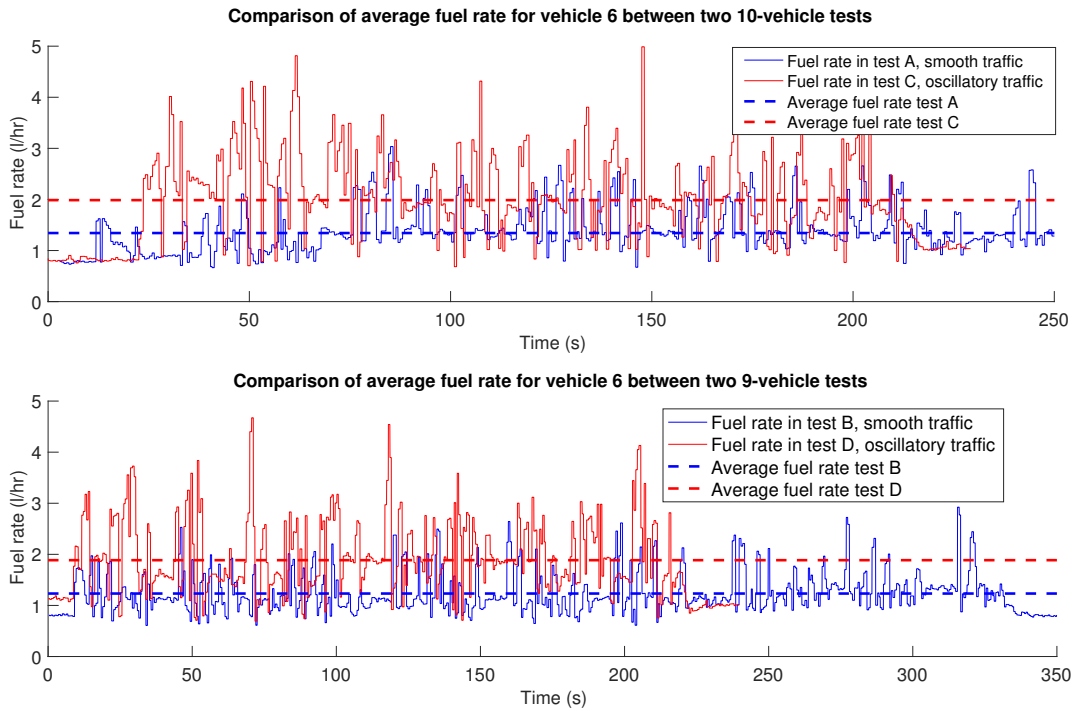 Comparison of average fuel rate for vehicle 6 between two 10-vehicle tests
5
4
3
2
1
0
Fuel rate (l/hr)
Fuel rate in test A, smooth traffic
Fuel rate in test C, oscillatory traffic
Average fuel rate test A
Average fuel rate test C
0 50 100 150 200 250
Time (s)
Comparison of average fuel rate for vehicle 6 between two 9-vehicle tests
5
4
3
2
1
0
Fuel rate (l/hr)
Fuel rate in test B, smooth traffic
Fuel rate in test D, oscillatory traffic
Average fuel rate test B
Average fuel rate test D
0 50 100 150 200 250 300 350
Time (s)